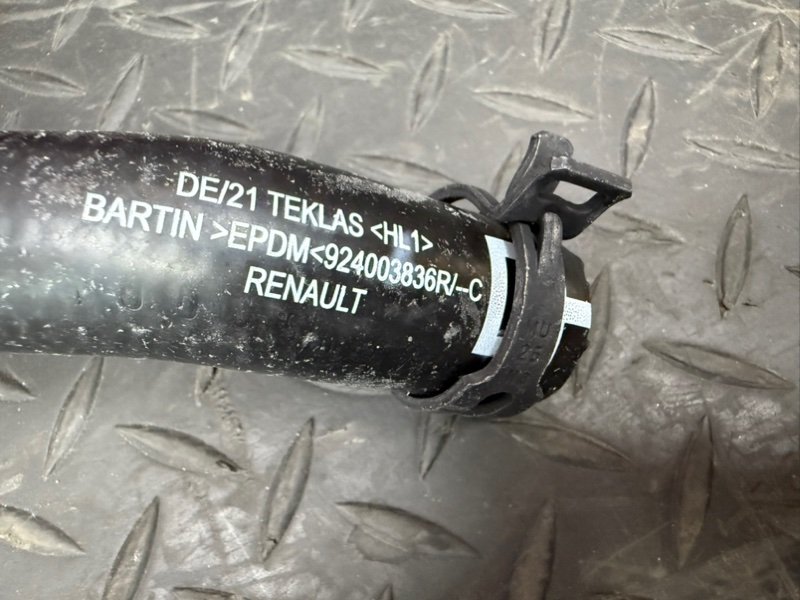 DE/21 TEKLAS <HL1>
BARTIN >EPDM<924003836R/--C
RENAULT